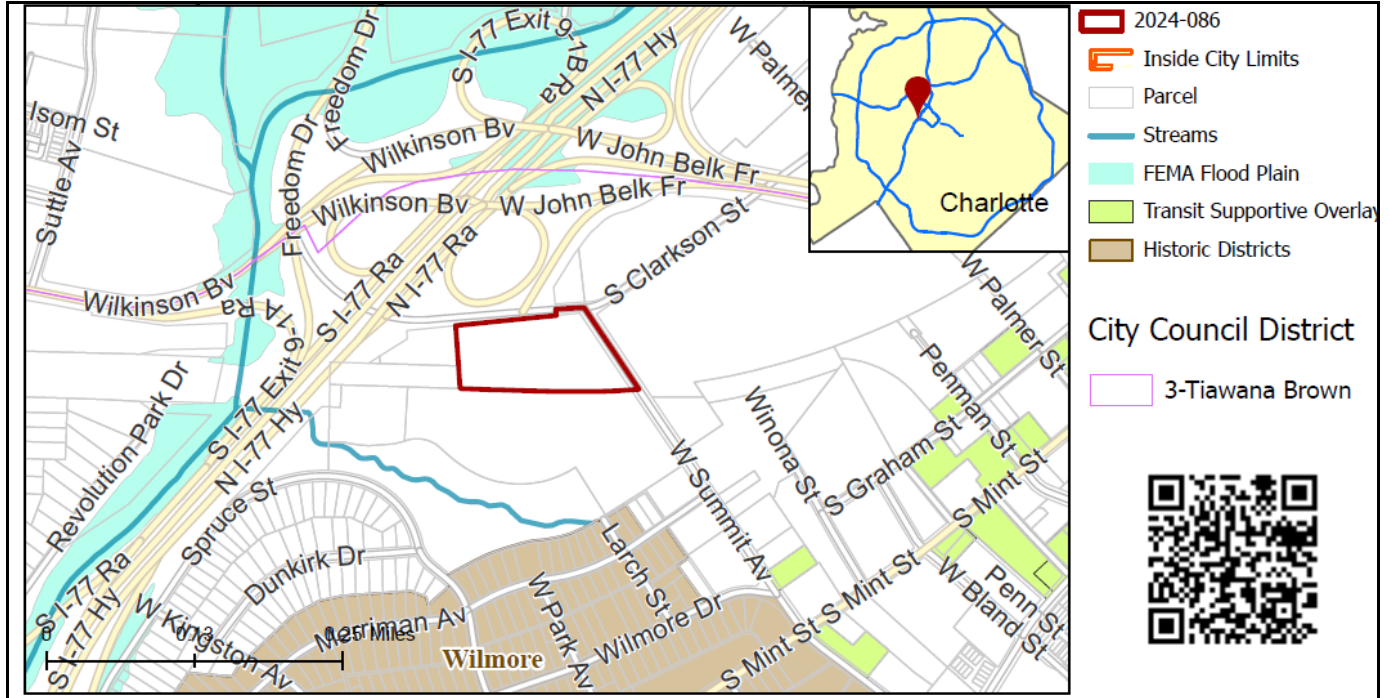 S I-77 Exit 9-1B Ra
N I-77 Hy
W Palmer
Freedom Dr
Freedom Dr
Isom St
Suttle Av
Wilkinson Bv
W John Belk Fr
Wilkinson Bv
W John Belk Fr
S Clarkson St
Wilkinson Bv
S I-77 Exit 9-1A Ra
S I-77 Ra
N I-77 Ra
Revolution Park Dr
N I-77 Hy
Spruce St
Dunkirk Dr
S I-77 Ra
S I-77 Hy
W Kingston Av
Merriman Av
W Park Av
Larch St
Wilmore Dr
Wilmore
W Summit Av
Winona St
S Graham St
Penman St
W Palmer St
S Mint St
S Mint St
S Mint St
W Bland St
Penn St
0
0.13
0.25 Miles
Charlotte
2024-086
Inside City Limits
Parcel
Streams
FEMA Flood Plain
Transit Supportive Overlay
Historic Districts
City Council District
3-Tiawana Brown